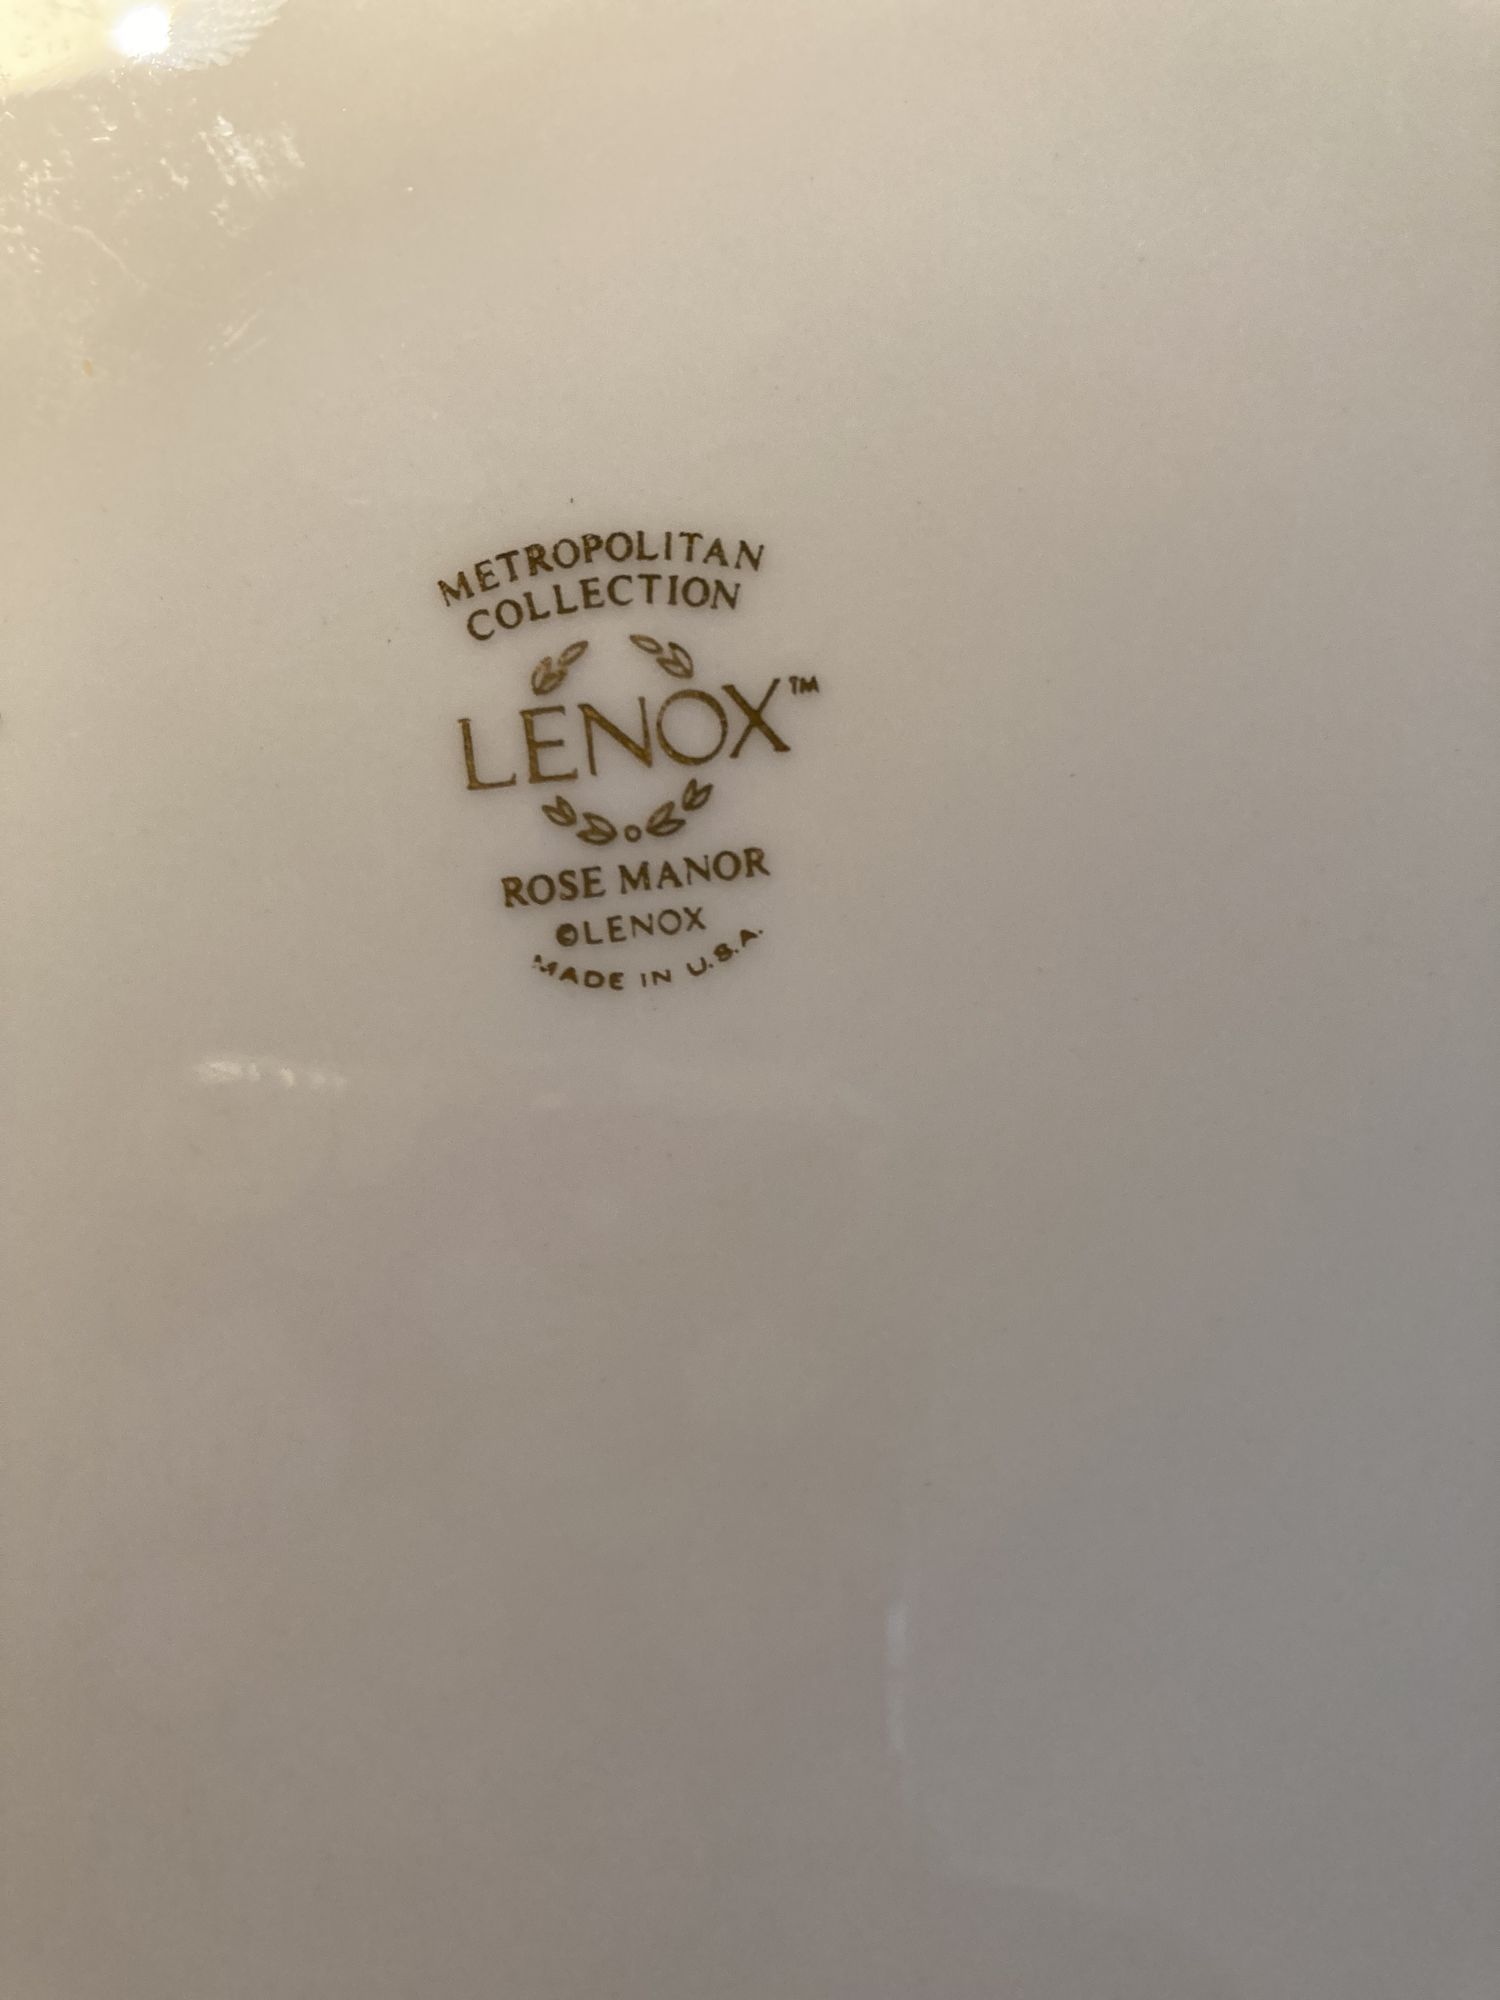 METROPOLITAN
COLLECTION
LENOX™
ROSE MANOR
©LENOX
MADE IN U.S.A.